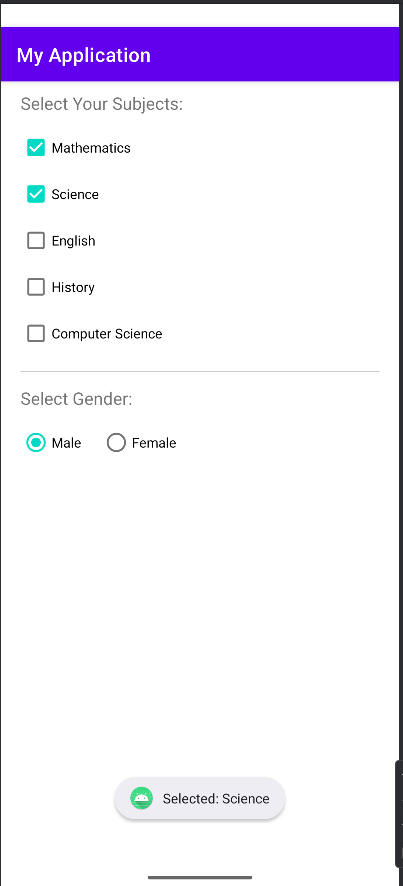 My Application
Select Your Subjects:
Mathematics
Science
English
History
Computer Science
Select Gender:
Male Female
Selected: Science